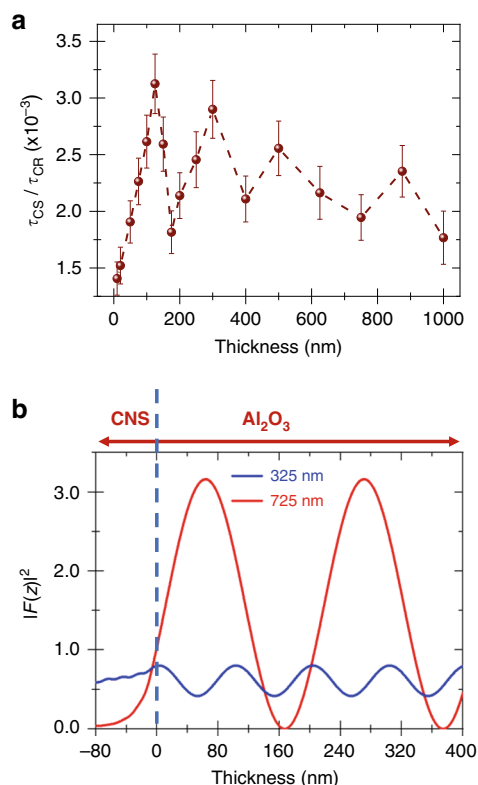 a
3.5
3.0
2.5
2.0
1.5
τCS / τCR (x10⁻³)
0 200 400 600 800 1000
Thickness (nm)
b
CNS Al₂O₃
325 nm
725 nm
3.0
2.0
1.0
0.0
|F(z)|²
−80 0 80 160 240 320 400
Thickness (nm)